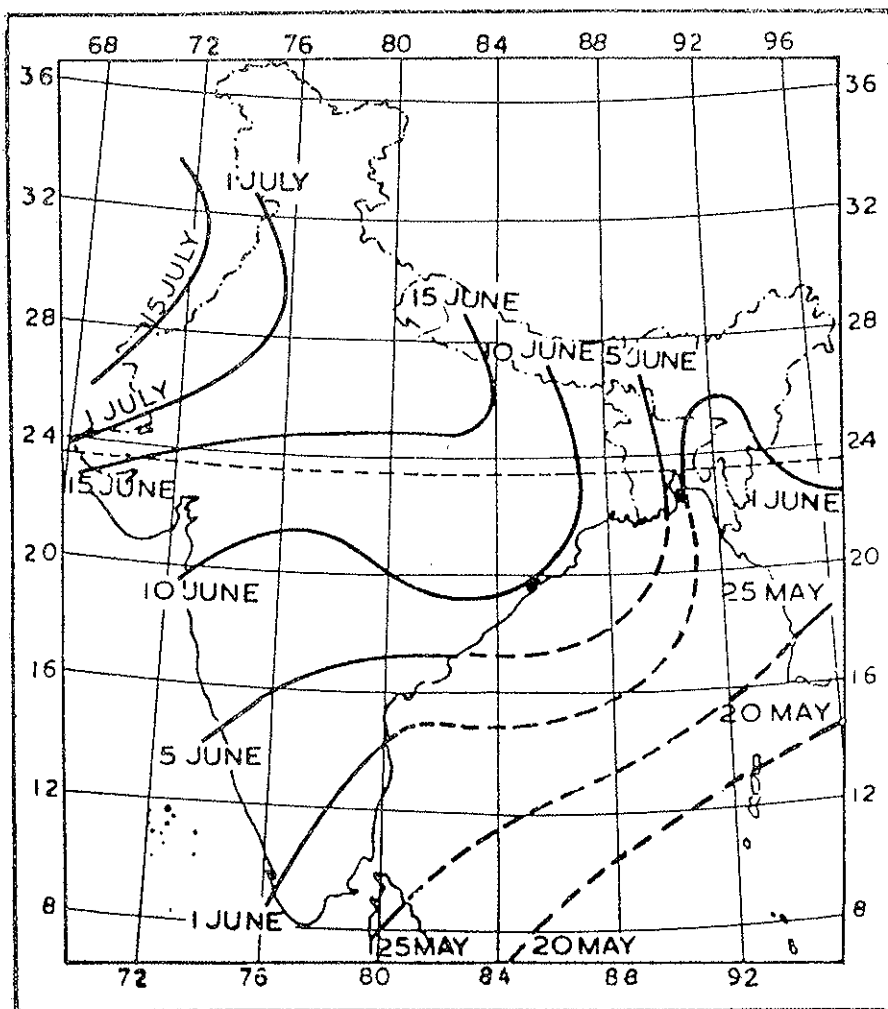 68 72 76 80 84 88 92 96
36 36
1 JULY
32 32
15 JULY
15 JUNE
28 28
10 JUNE 5 JUNE
1 JULY
24 24
15 JUNE
1 JUNE
20 20
10 JUNE
25 MAY
16 16
20 MAY
5 JUNE
12 12
8 8
1 JUNE
25 MAY 20 MAY
72 76 80 84 88 92